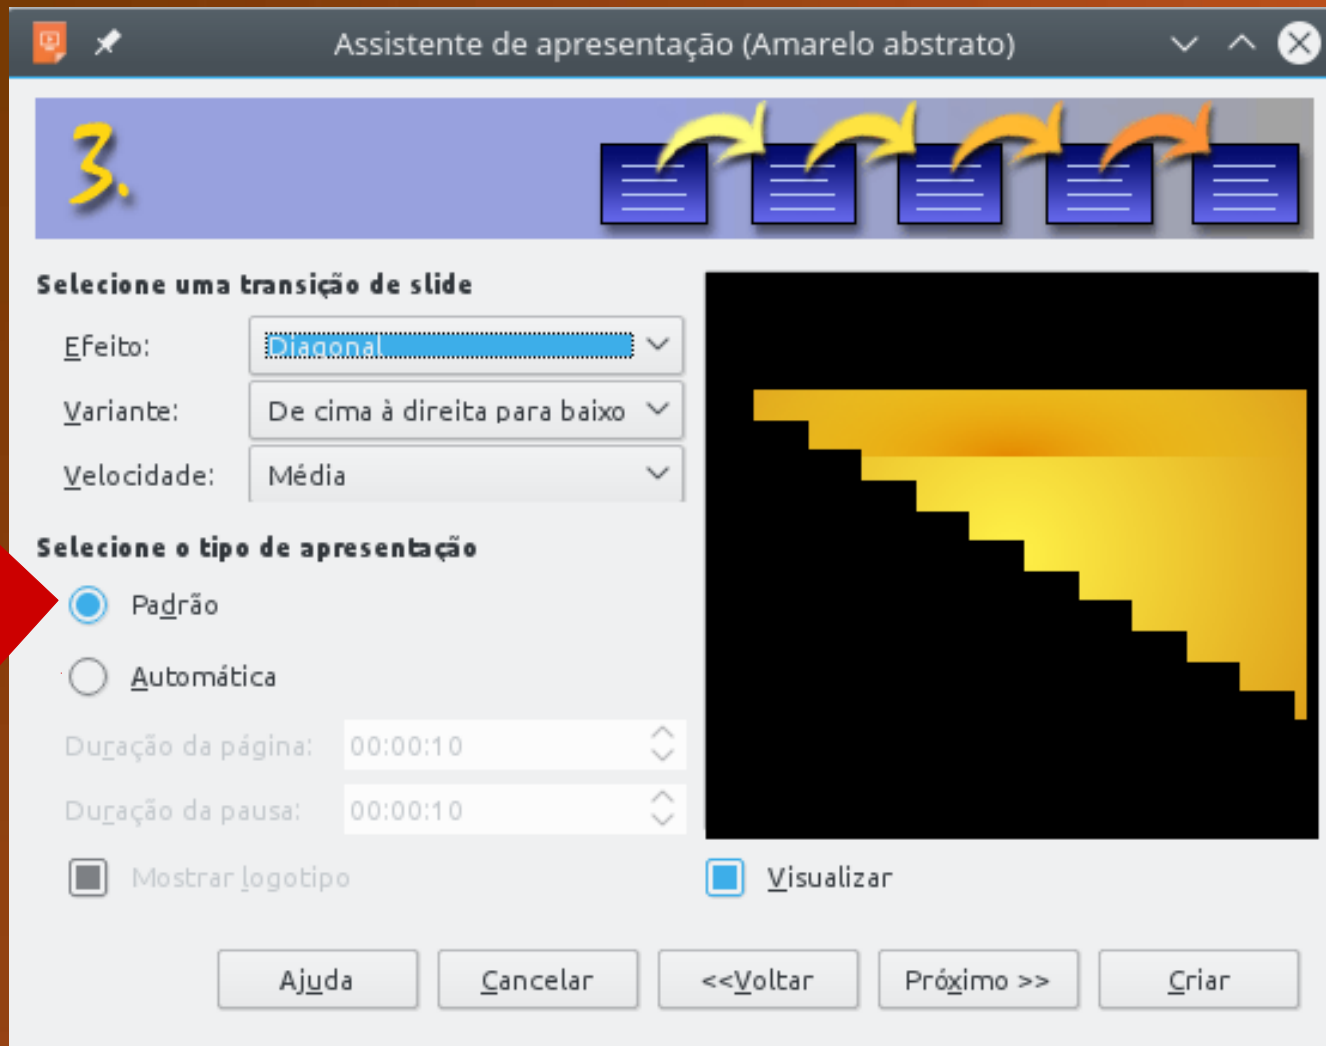 Assistente de apresentação (Amarelo abstrato)
3.
Selecione uma transição de slide
Efeito: Diagonal
Variante: De cima à direita para baixo
Velocidade: Média
Selecione o tipo de apresentação
Padrão
Automática
Duração da página: 00:00:10
Duração da pausa: 00:00:10
Mostrar logotipo
Visualizar
Ajuda Cancelar <<Voltar Próximo >> Criar